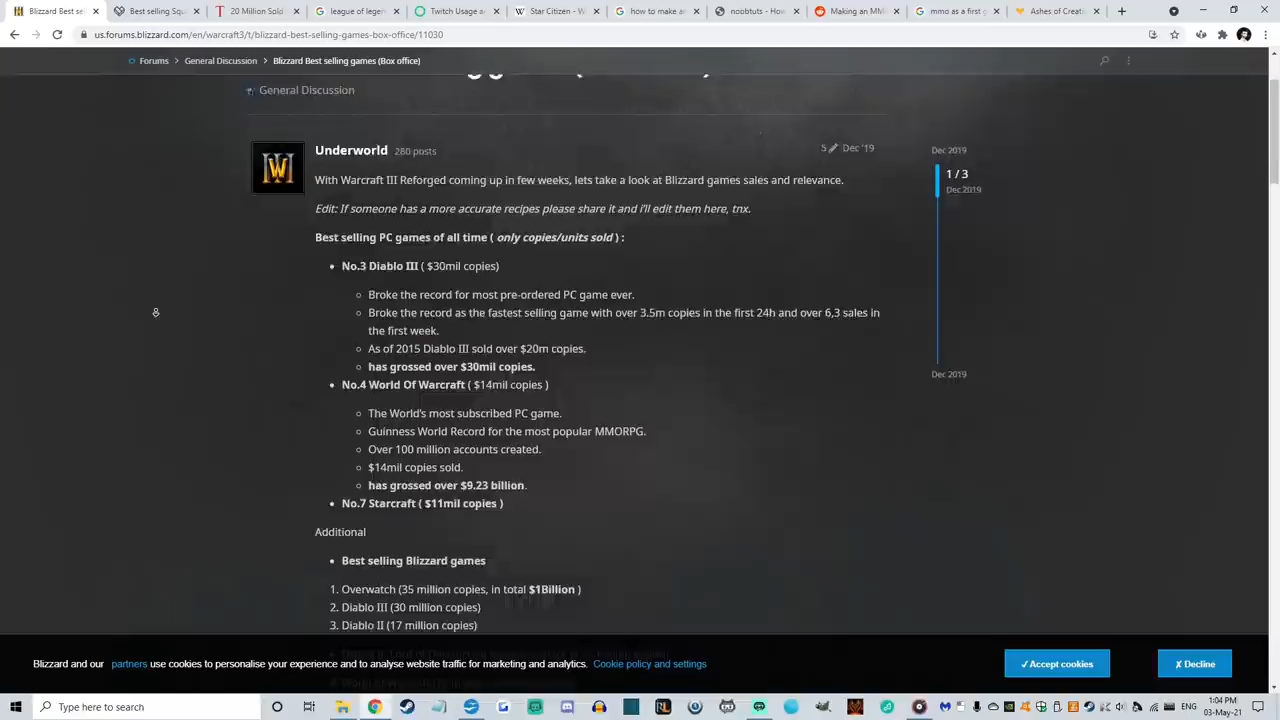 Blizzard Best sel
Best selling Squa
20 Million Sold
league of legen
Twitch Usage a
Star Citizen - W
how to make an
noobtuts - How
Making an MM
mmo as a first g
Ashes of Creati
us.forums.blizzard.com/en/warcraft3/t/blizzard-best-selling-games-box-office/11030
Forums > General Discussion > Blizzard Best selling games (Box office)
General Discussion
Underworld 280 posts
5 Dec '19
With Warcraft III Reforged coming up in few weeks, lets take a look at Blizzard games sales and relevance.
Edit: If someone has a more accurate recipes please share it and i'll edit them here, tnx.
Best selling PC games of all time ( only copies/units sold ) :
No.3 Diablo III ( $30mil copies)
Broke the record for most pre-ordered PC game ever.
Broke the record as the fastest selling game with over 3.5m copies in the first 24h and over 6,3 sales in
the first week.
As of 2015 Diablo III sold over $20m copies.
has grossed over $30mil copies.
No.4 World Of Warcraft ( $14mil copies )
The World's most subscribed PC game.
Guinness World Record for the most popular MMORPG.
Over 100 million accounts created.
$14mil copies sold.
has grossed over $9.23 billion.
No.7 Starcraft ( $11mil copies )
Additional
Best selling Blizzard games
1. Overwatch (35 million copies, in total $1Billion )
2. Diablo III (30 million copies)
3. Diablo II (17 million copies)
Dec 2019
1 / 3
Dec 2019
Dec 2019
Blizzard and our partners use cookies to personalise your experience and to analyse website traffic for marketing and analytics. Cookie policy and settings
✓Accept cookies
✗ Decline
Type here to search
ENG
1:04 PM
03-May-21